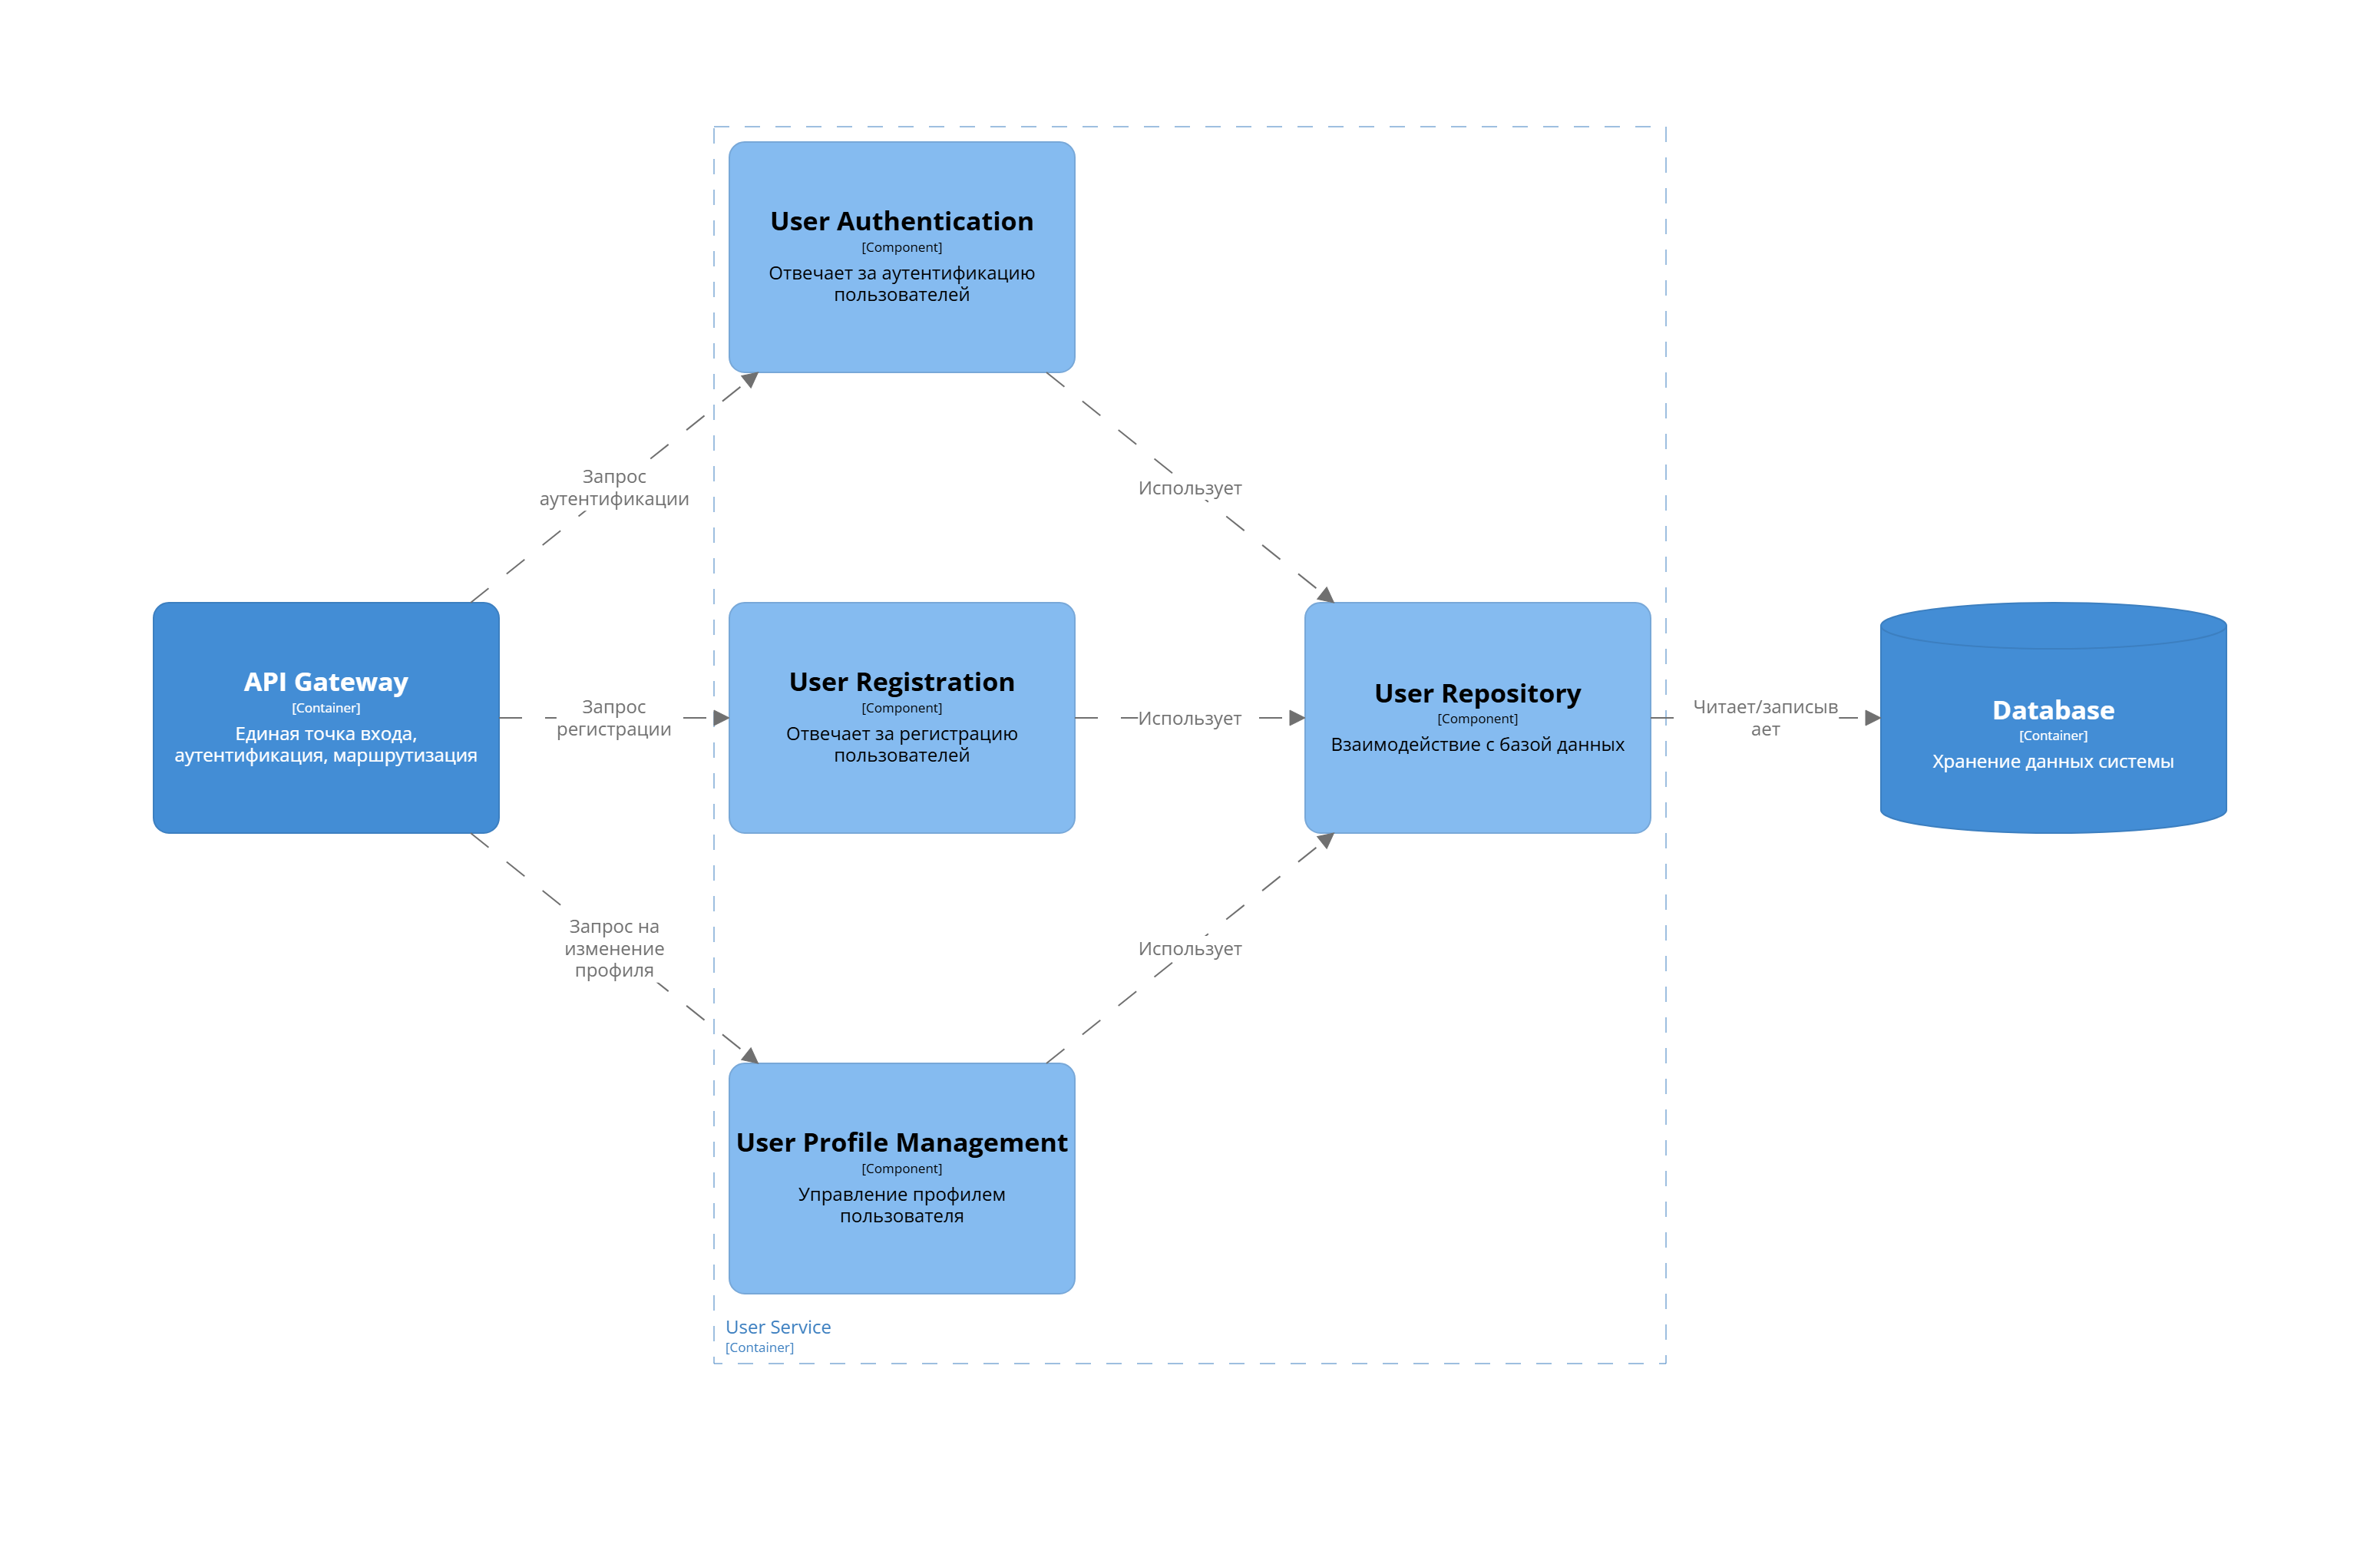 User Authentication
[Component]
Отвечает за аутентификацию
пользователей
Запрос
аутентификации
Использует
API Gateway
[Container]
Единая точка входа,
аутентификация, маршрутизация
Запрос
регистрации
User Registration
[Component]
Отвечает за регистрацию
пользователей
Использует
User Repository
[Component]
Взаимодействие с базой данных
Читает/записыв
ает
Database
[Container]
Хранение данных системы
Запрос на
изменение
профиля
Использует
User Profile Management
[Component]
Управление профилем
пользователя
User Service
[Container]